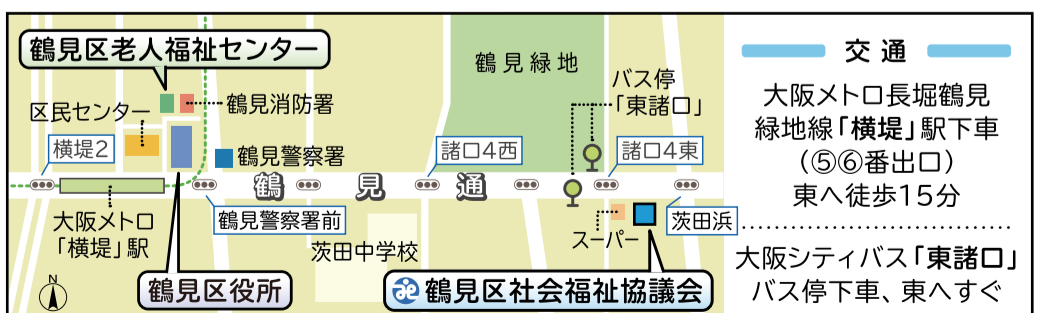 鶴見区老人福祉センター
鶴見緑地
バス停
「東諸口」
区民センター
鶴見消防署
横堤2
鶴見警察署
諸口4西
諸口4東
鶴見通
大阪メトロ
「横堤」駅
鶴見警察署前
茨田中学校
スーパー
茨田浜
N
鶴見区役所
鶴見区社会福祉協議会
交通
大阪メトロ長堀鶴見
緑地線「横堤」駅下車
(⑤⑥番出口)
東へ徒歩15分
大阪シティバス「東諸口」
バス停下車、東へすぐ